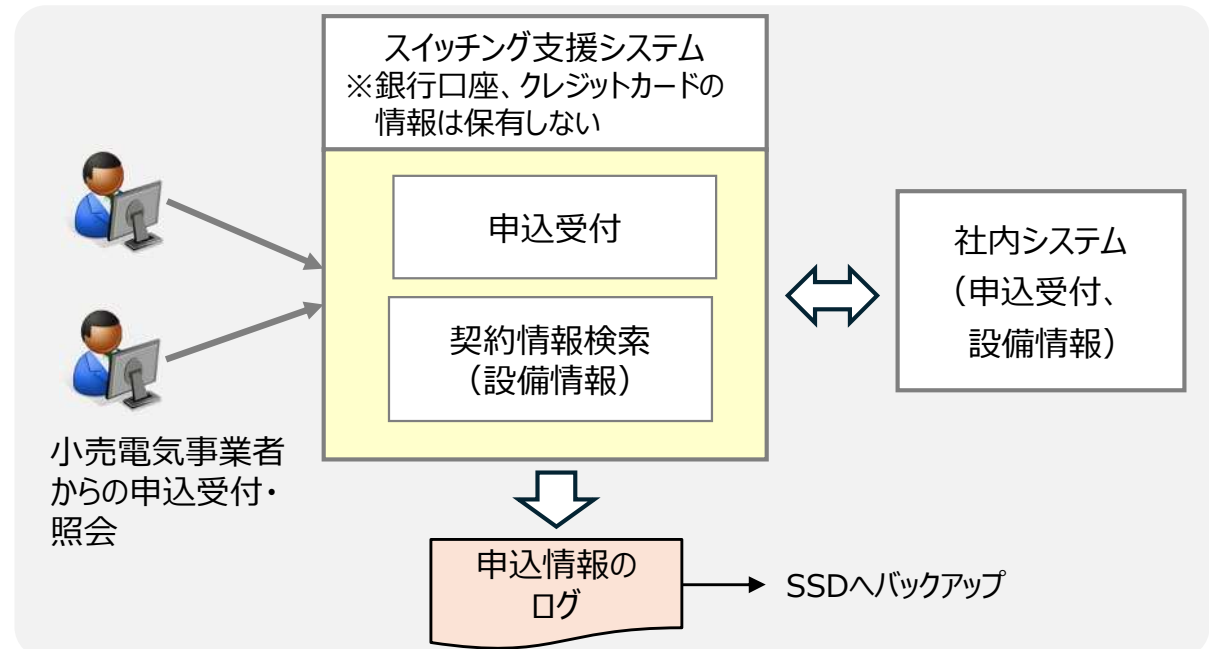 スイッチング支援システム
※銀行口座、クレジットカードの
情報は保有しない
申込受付
契約情報検索
（設備情報）
社内システム
（申込受付、
設備情報）
小売電気事業者
からの申込受付・
照会
申込情報の
ログ
SSDへバックアップ